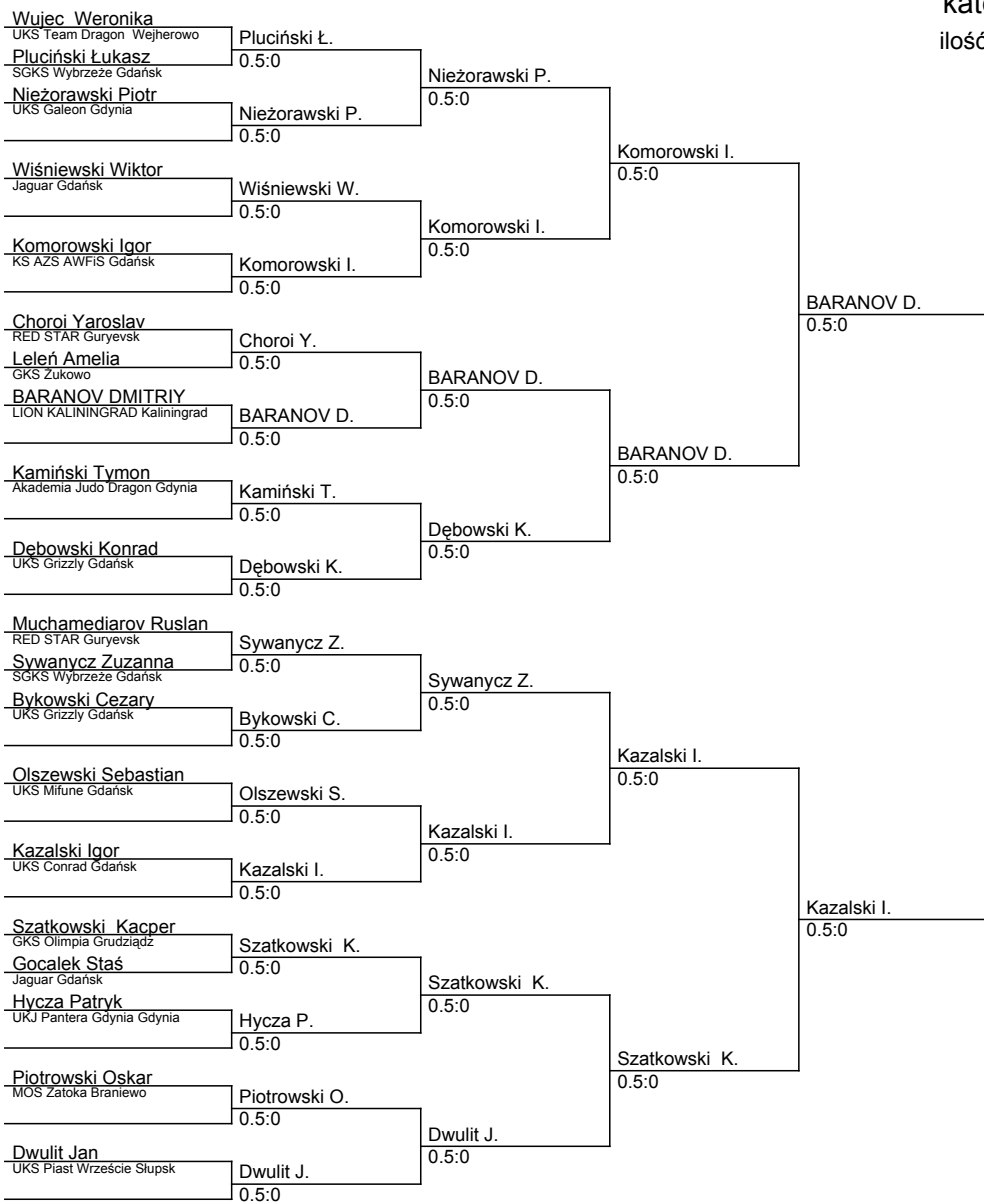 kate
ilość
Wujec  Weronika
UKS Team Dragon  Wejherowo
Pluciński Łukasz
SGKS Wybrzeże Gdańsk
Nieżorawski Piotr
UKS Galeon Gdynia
Wiśniewski Wiktor
Jaguar Gdańsk
Komorowski Igor
KS AZS AWFiS Gdańsk
Choroi Yaroslav
RED STAR Guryevsk
Leleń Amelia
GKS Żukowo
BARANOV DMITRIY
LION KALININGRAD Kaliningrad
Kamiński Tymon
Akademia Judo Dragon Gdynia
Dębowski Konrad
UKS Grizzly Gdańsk
Muchamediarov Ruslan
RED STAR Guryevsk
Sywanycz Zuzanna
SGKS Wybrzeże Gdańsk
Bykowski Cezary
UKS Grizzly Gdańsk
Olszewski Sebastian
UKS Mifune Gdańsk
Kazalski Igor
UKS Conrad Gdańsk
Szatkowski  Kacper
GKS Olimpia Grudziądz
Gocalek Staś
Jaguar Gdańsk
Hycza Patryk
UKJ Pantera Gdynia Gdynia
Piotrowski Oskar
MOS Zatoka Braniewo
Dwulit Jan
UKS Piast Wrzeście Słupsk
Pluciński Ł.
0.5:0
Nieżorawski P.
0.5:0
Wiśniewski W.
0.5:0
Komorowski I.
0.5:0
Choroi Y.
0.5:0
BARANOV D.
0.5:0
Kamiński T.
0.5:0
Dębowski K.
0.5:0
Sywanycz Z.
0.5:0
Bykowski C.
0.5:0
Olszewski S.
0.5:0
Kazalski I.
0.5:0
Szatkowski  K.
0.5:0
Hycza P.
0.5:0
Piotrowski O.
0.5:0
Dwulit J.
0.5:0
Nieżorawski P.
0.5:0
Komorowski I.
0.5:0
BARANOV D.
0.5:0
Dębowski K.
0.5:0
Sywanycz Z.
0.5:0
Kazalski I.
0.5:0
Szatkowski  K.
0.5:0
Dwulit J.
0.5:0
Komorowski I.
0.5:0
BARANOV D.
0.5:0
Kazalski I.
0.5:0
Szatkowski  K.
0.5:0
BARANOV D.
0.5:0
Kazalski I.
0.5:0